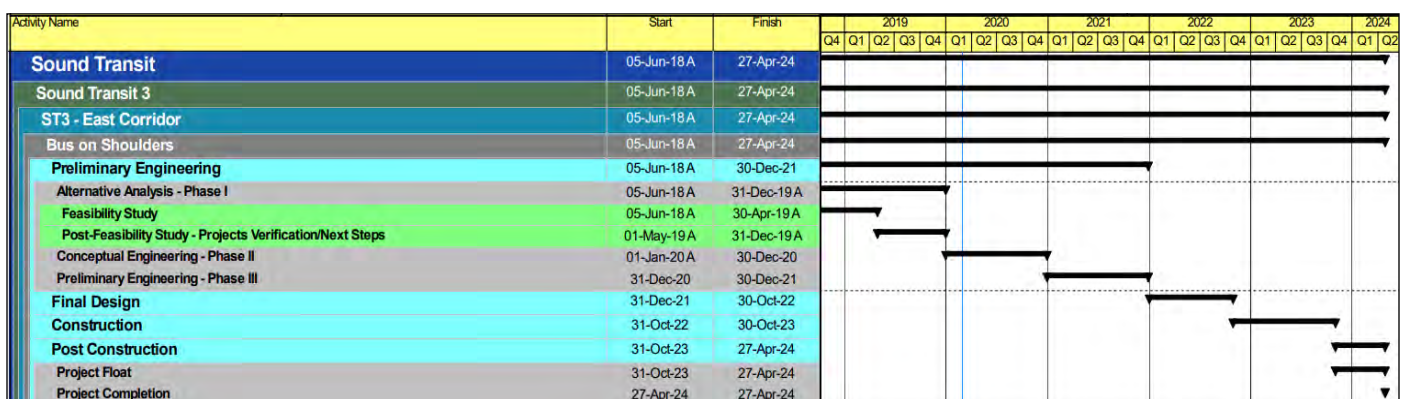 Activity Name Start Finish 2019 2020 2021 2022 2023 2024
Q4 Q1 Q2 Q3 Q4 Q1 Q2 Q3 Q4 Q1 Q2 Q3 Q4 Q1 Q2 Q3 Q4 Q1 Q2 Q3 Q4 Q1 Q2
Sound Transit 05-Jun-18 A 27-Apr-24
Sound Transit 3 05-Jun-18 A 27-Apr-24
ST3 - East Corridor 05-Jun-18 A 27-Apr-24
Bus on Shoulders 05-Jun-18 A 27-Apr-24
Preliminary Engineering 05-Jun-18 A 30-Dec-21
Alternative Analysis - Phase I 05-Jun-18 A 31-Dec-19 A
Feasibility Study 05-Jun-18 A 30-Apr-19 A
Post-Feasibility Study - Projects Verification/Next Steps 01-May-19 A 31-Dec-19 A
Conceptual Engineering - Phase II 01-Jan-20 A 30-Dec-20
Preliminary Engineering - Phase III 31-Dec-20 30-Dec-21
Final Design 31-Dec-21 30-Oct-22
Construction 31-Oct-22 30-Oct-23
Post Construction 31-Oct-23 27-Apr-24
Project Float 31-Oct-23 27-Apr-24
Project Completion 27-Apr-24 27-Apr-24